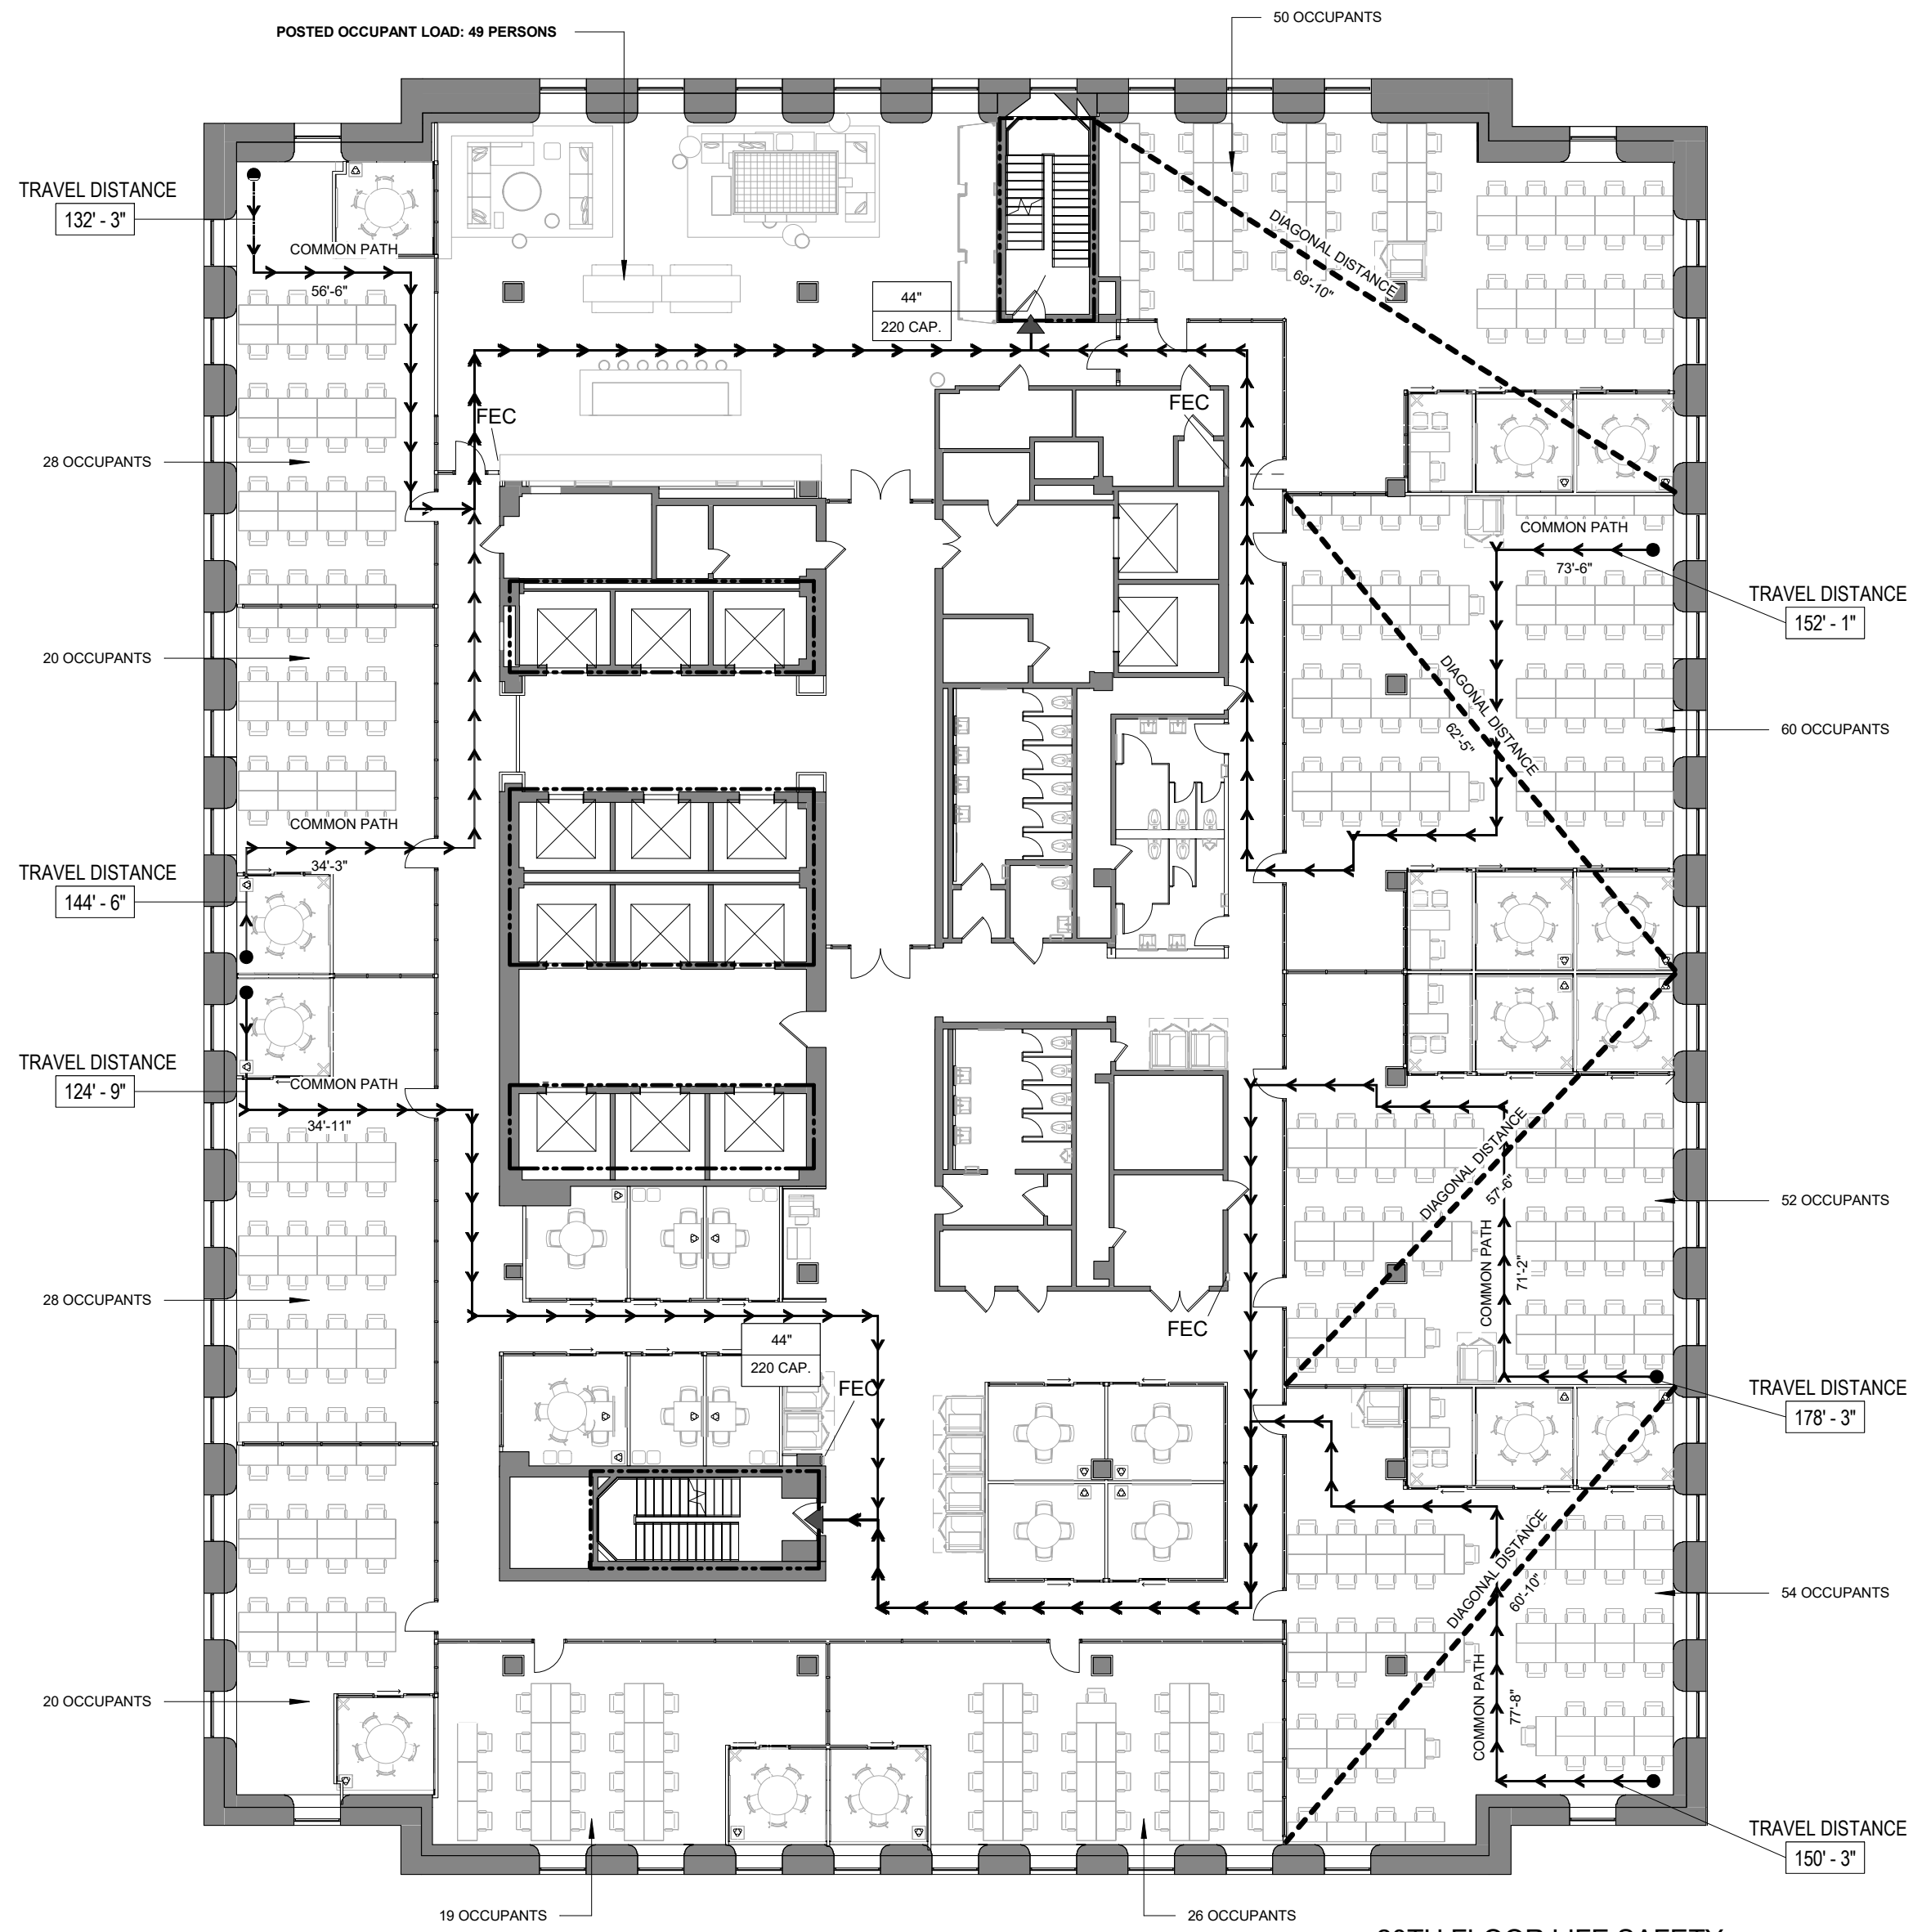 50 OCCUPANTS
POSTED OCCUPANT LOAD: 49 PERSONS
TRAVEL DISTANCE
132' - 3"
COMMON PATH
56'-6"
DIAGONAL DISTANCE
69'-10"
44"
220 CAP.
FEC
FEC
28 OCCUPANTS
COMMON PATH
73'-6"
TRAVEL DISTANCE
152' - 1"
20 OCCUPANTS
DIAGONAL DISTANCE
62'-5"
60 OCCUPANTS
COMMON PATH
34'-3"
TRAVEL DISTANCE
144' - 6"
TRAVEL DISTANCE
124' - 9"
COMMON PATH
34'-11"
DIAGONAL DISTANCE
57'-6"
52 OCCUPANTS
COMMON PATH
71'-2"
28 OCCUPANTS
FEC
44"
220 CAP.
FEC
TRAVEL DISTANCE
178' - 3"
DIAGONAL DISTANCE
60'-10"
54 OCCUPANTS
COMMON PATH
77'-8"
20 OCCUPANTS
TRAVEL DISTANCE
150' - 3"
19 OCCUPANTS
26 OCCUPANTS